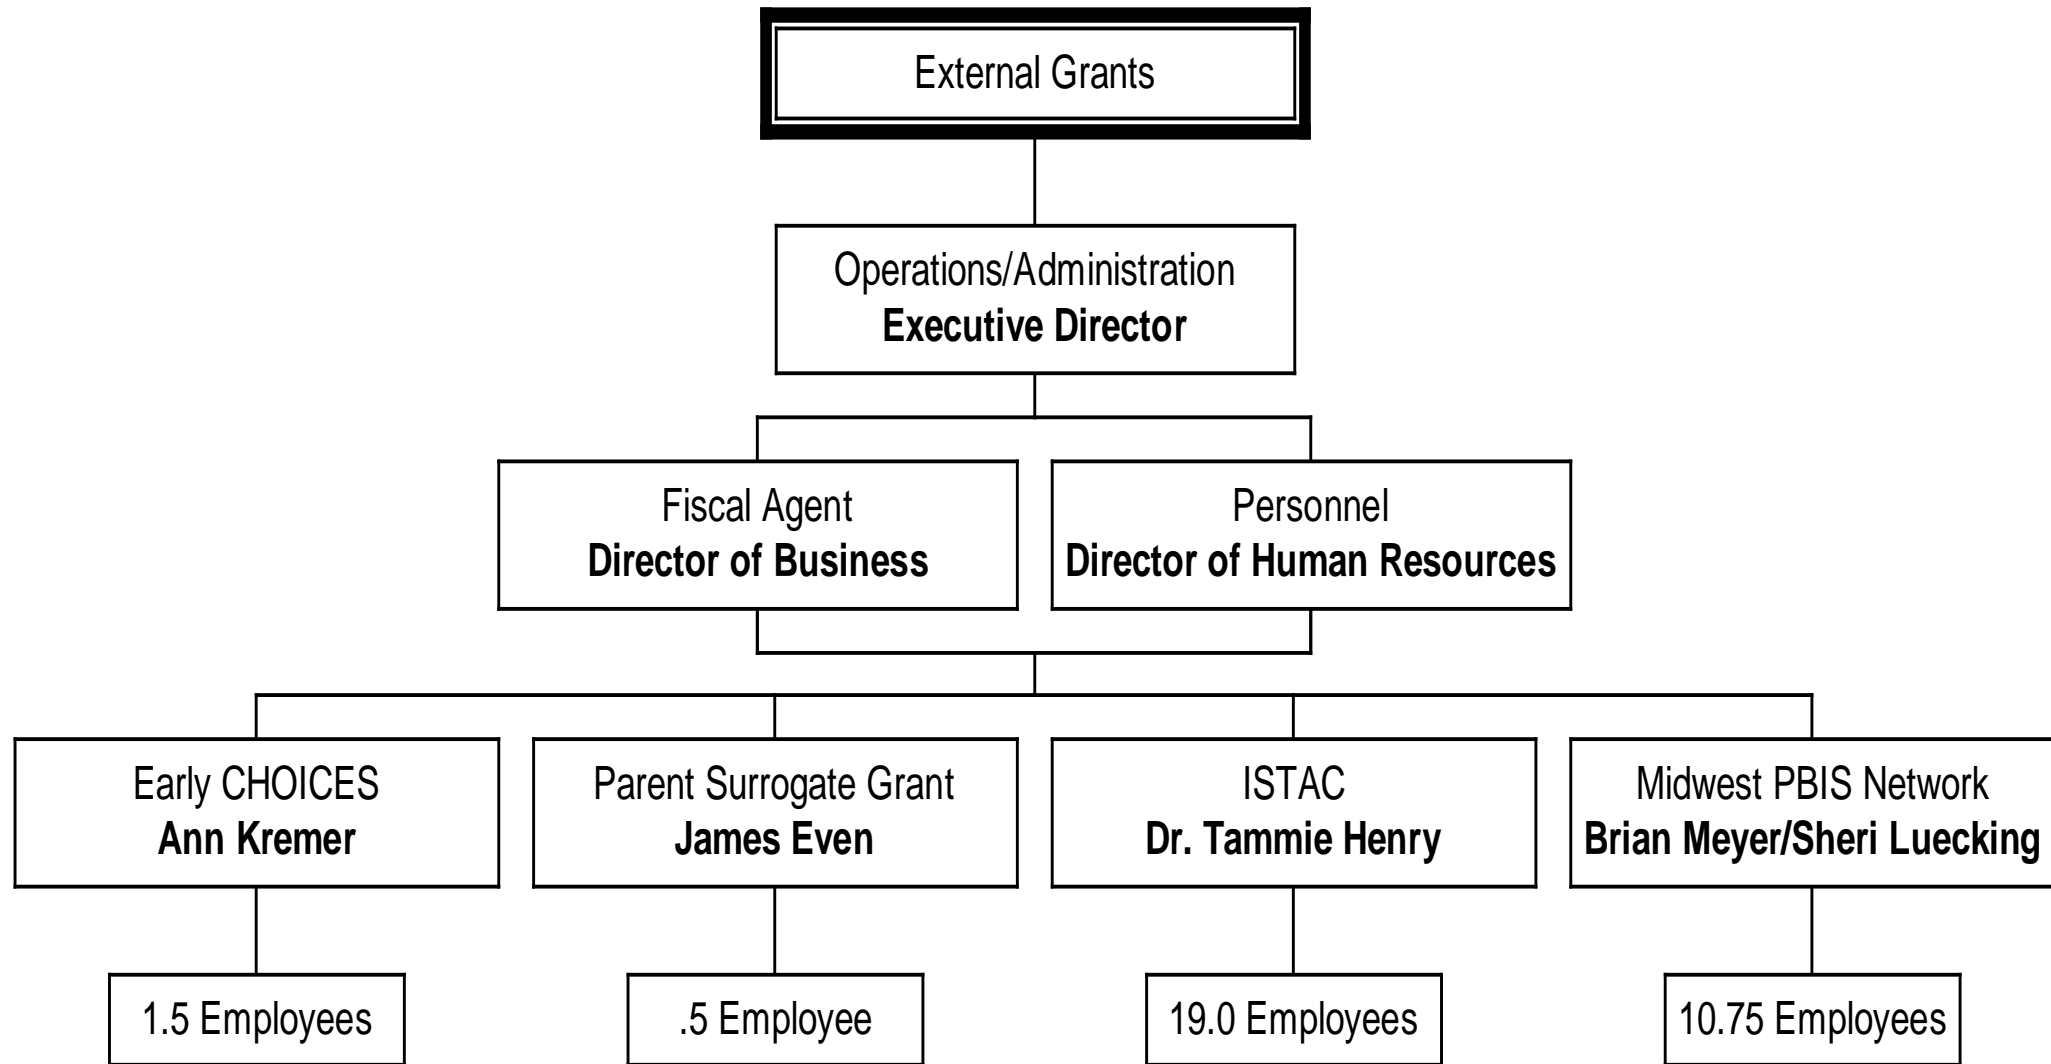 External Grants
Operations/Administration
Executive Director
Fiscal Agent
Director of Business
Personnel
Director of Human Resources
Early CHOICES
Ann Kremer
Parent Surrogate Grant
James Even
ISTAC
Dr. Tammie Henry
Midwest PBIS Network
Brian Meyer/Sheri Luecking
1.5 Employees
.5 Employee
19.0 Employees
10.75 Employees